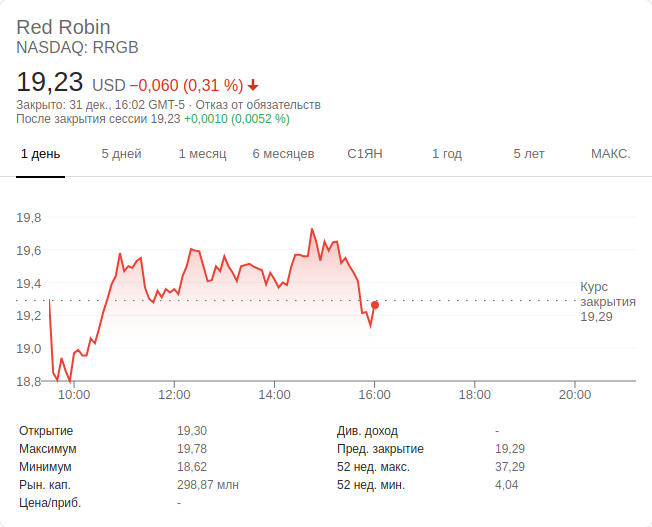 Red Robin
NASDAQ: RRGB
19,23 USD −0,060 (0,31 %)
Закрыто: 31 дек., 16:02 GMT-5 · Отказ от обязательств
После закрытия сессии 19,23 +0,0010 (0,0052 %)
1 день 5 дней 1 месяц 6 месяцев С1ЯН 1 год 5 лет МАКС.
19,8
19,6
19,4
19,2
19,0
18,8
Курс
закрытия
19,29
10:00 12:00 14:00 16:00 18:00 20:00
Открытие 19,30 Див. доход -
Максимум 19,78 Пред. закрытие 19,29
Минимум 18,62 52 нед. макс. 37,29
Рын. кап. 298,87 млн 52 нед. мин. 4,04
Цена/приб. -